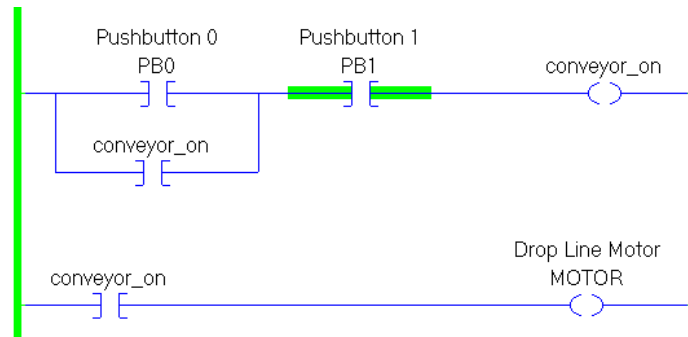 Pushbutton 0
PB0
Pushbutton 1
PB1
conveyor_on
conveyor_on
Drop Line Motor
MOTOR
conveyor_on